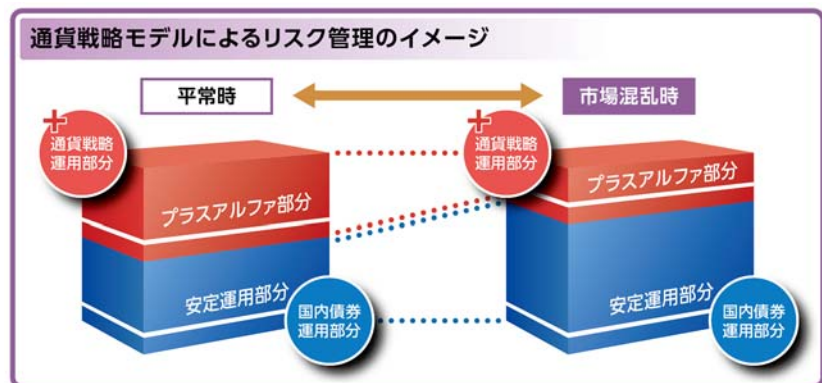 通貨戦略モデルによるリスク管理のイメージ
平常時
市場混乱時
+
通貨戦略
運用部分
プラスアルファ部分
安定運用部分
国内債券
運用部分
+
通貨戦略
運用部分
プラスアルファ部分
安定運用部分
国内債券
運用部分